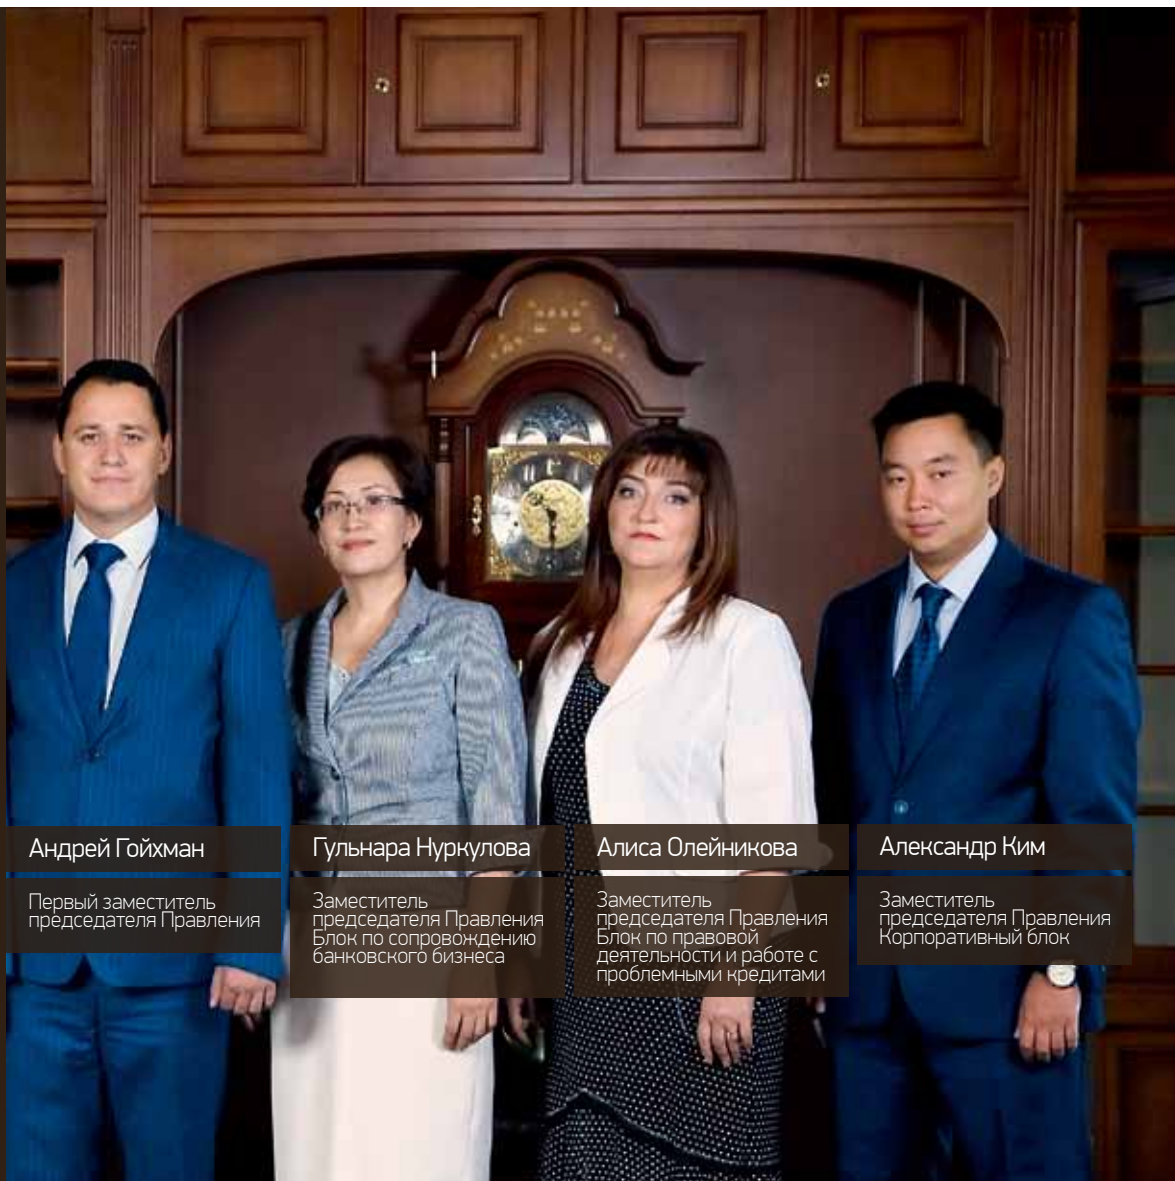 Андрей Гойхман
Первый заместитель
председателя Правления
Гульнара Нуркулова
Заместитель
председателя Правления
Блок по сопровождению
банковского бизнеса
Алиса Олейникова
Заместитель
председателя Правления
Блок по правовой
деятельности и работе с
проблемными кредитами
Александр Ким
Заместитель
председателя Правления
Корпоративный блок